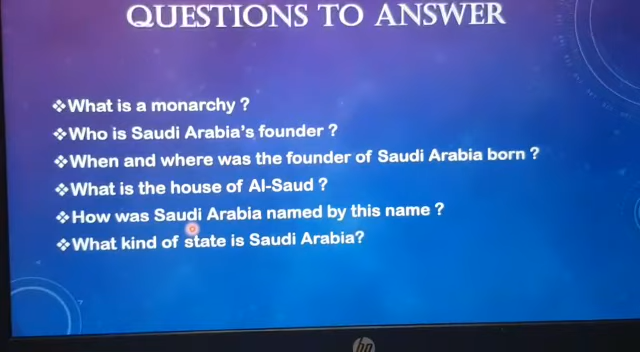 QUESTIONS TO ANSWER
❖What is a monarchy ?
❖Who is Saudi Arabia's founder ?
❖When and where was the founder of Saudi Arabia born ?
❖What is the house of Al-Saud ?
❖How was Saudi Arabia named by this name ?
❖What kind of state is Saudi Arabia?
hp